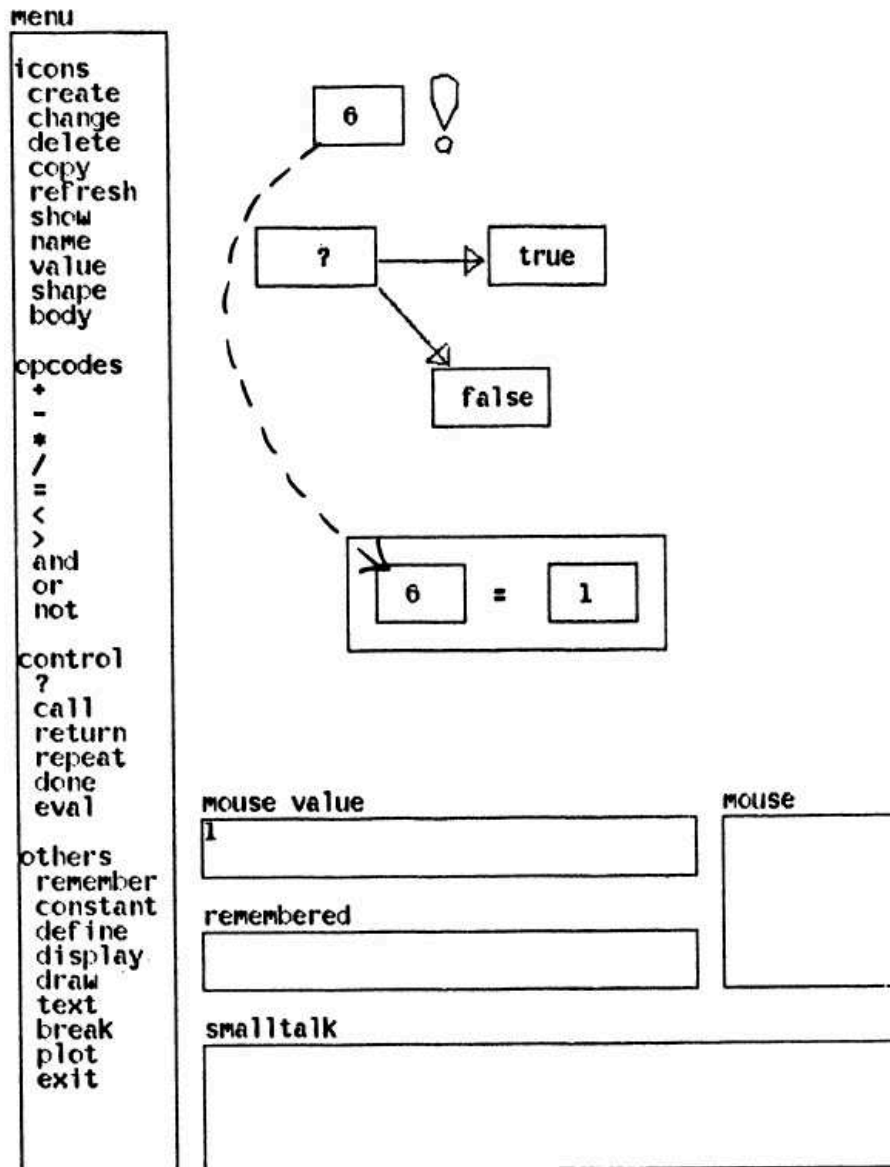 menu
icons
create
change
delete
copy
refresh
show
name
value
shape
body
opcodes
+
-
*
/
=
<
>
and
or
not
control
?
call
return
repeat
done
eval
others
remember
constant
define
display
draw
text
break
plot
exit
6 !
? true
false
6 = 1
mouse value
1
mouse
remembered
smalltalk